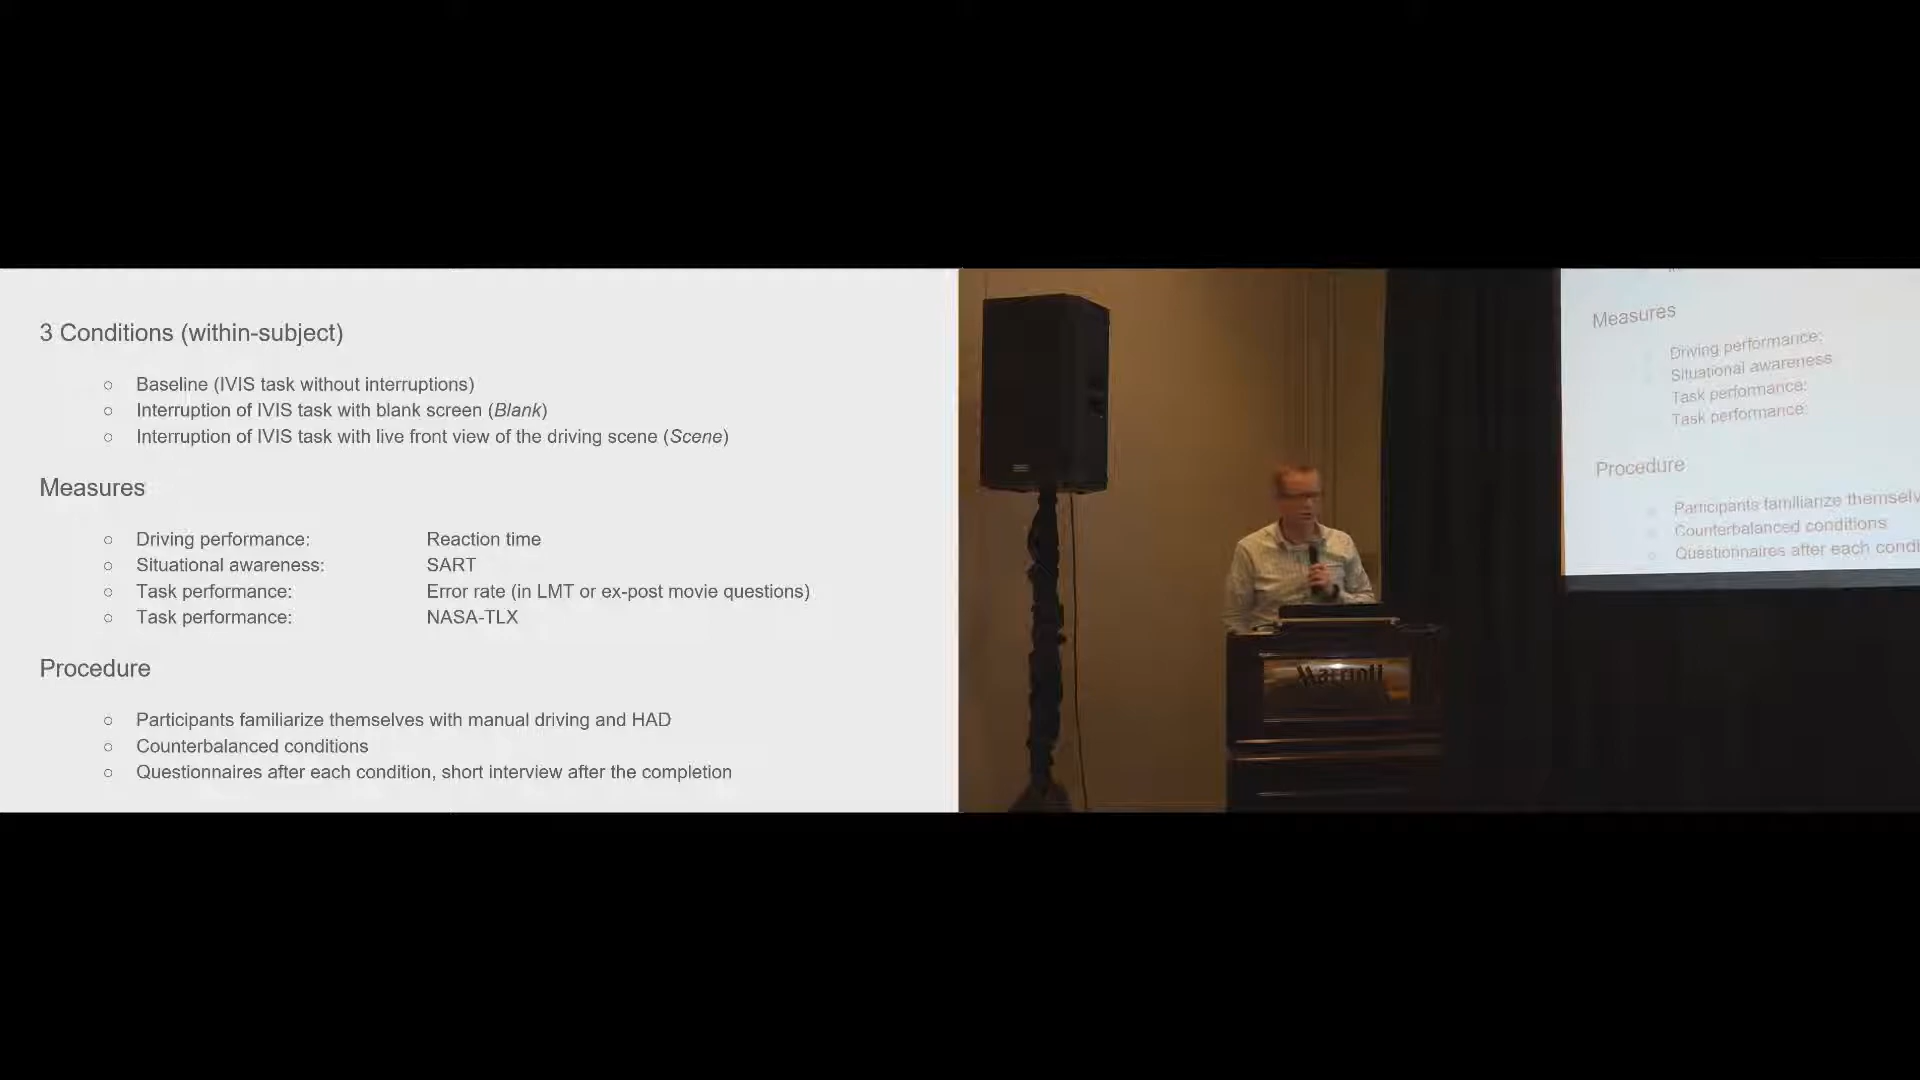 3 Conditions (within-subject)
○ Baseline (IVIS task without interruptions)
○ Interruption of IVIS task with blank screen (Blank)
○ Interruption of IVIS task with live front view of the driving scene (Scene)
Measures
○ Driving performance: Reaction time
○ Situational awareness: SART
○ Task performance: Error rate (in LMT or ex-post movie questions)
○ Task performance: NASA-TLX
Procedure
○ Participants familiarize themselves with manual driving and HAD
○ Counterbalanced conditions
○ Questionnaires after each condition, short interview after the completion
Marriott
Measures
Driving performance:
Situational awareness
Task performance:
Task performance:
Procedure
Participants familiarize themselv
Counterbalanced conditions
Questionnaires after each condi